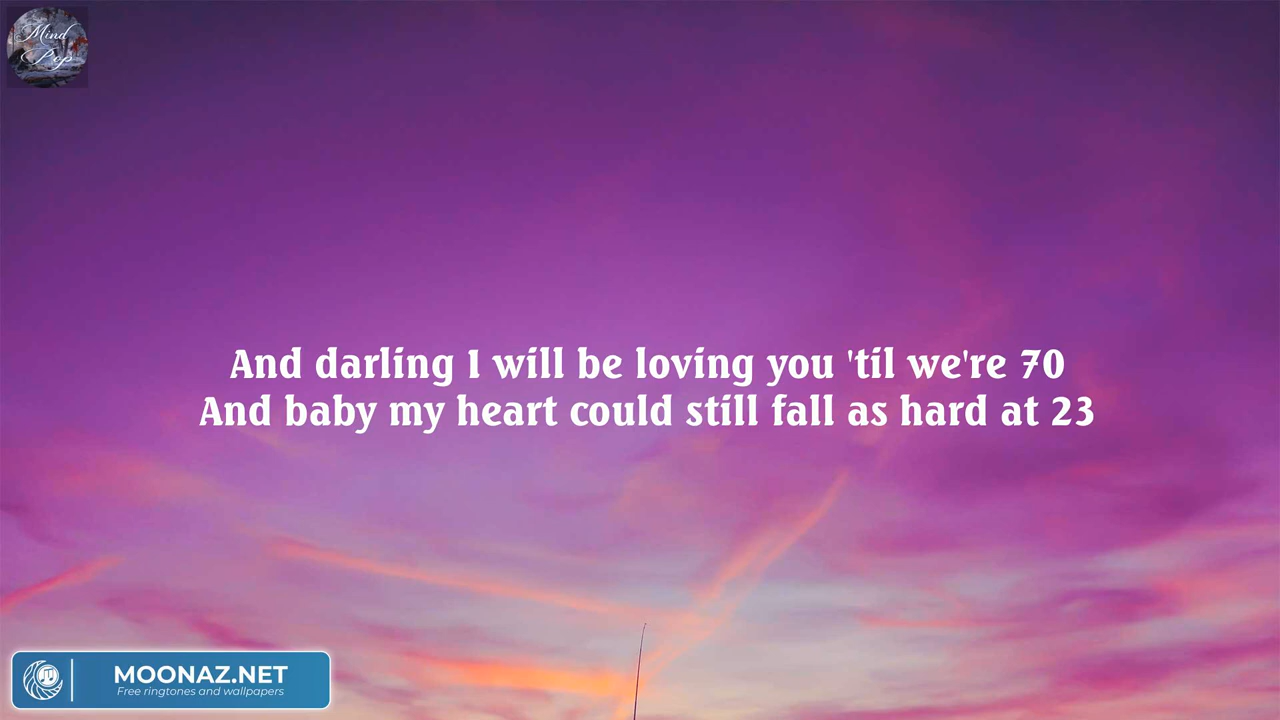 Mind
Pop
And darling I will be loving you 'til we're 70
And baby my heart could still fall as hard at 23
MOONAZ.NET
Free ringtones and wallpapers